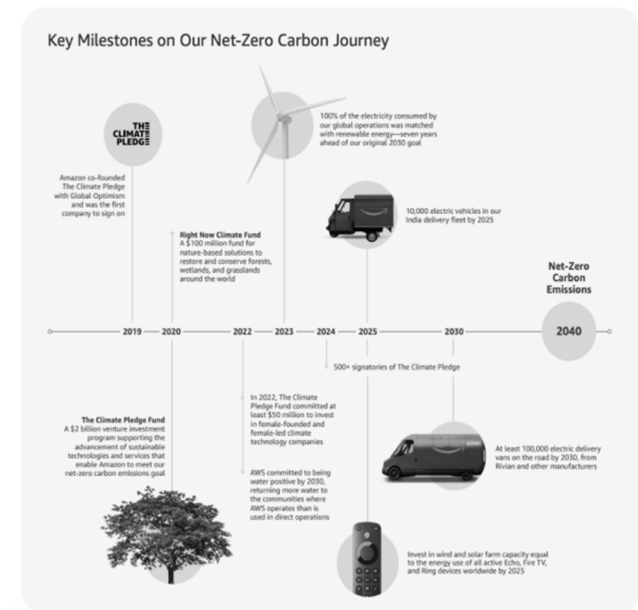 Key Milestones on Our Net-Zero Carbon Journey
THE
CLIMATE
PLEDGE
Amazon co-founded
The Climate Pledge
with Global Optimism
and was the first
company to sign on
Right Now Climate Fund
A $100 million fund for
nature-based solutions to
restore and conserve forests,
wetlands, and grasslands
around the world
100% of the electricity consumed by
our global operations was matched
with renewable energy—seven years
ahead of our original 2030 goal
10,000 electric vehicles in our
India delivery fleet by 2025
Net-Zero
Carbon
Emissions
2019
2020
2022
2023
2024
2025
2030
2040
500+ signatories of The Climate Pledge
The Climate Pledge Fund
A $2 billion venture investment
program supporting the
advancement of sustainable
technologies and services that
enable Amazon to meet our
net-zero carbon emissions goal
In 2022, The Climate
Pledge Fund committed at
least $50 million to invest
in female-founded and
female-led climate
technology companies
AWS committed to being
water positive by 2030,
returning more water to
the communities where
AWS operates than is
used in direct operations
At least 100,000 electric delivery
vans on the road by 2030, from
Rivian and other manufacturers
Invest in wind and solar farm capacity equal
to the energy use of all active Echo, Fire TV,
and Ring devices worldwide by 2025